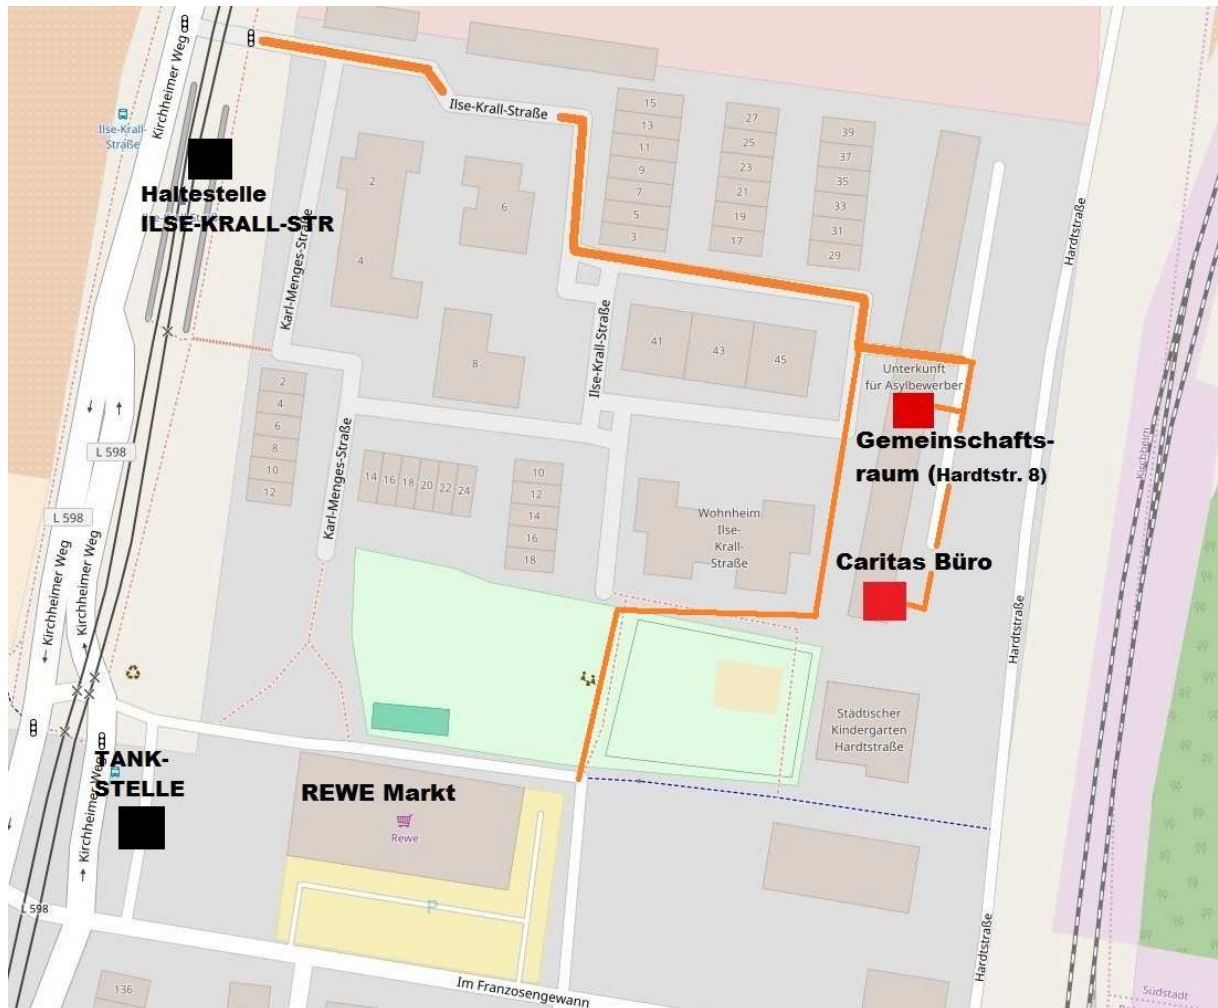 Kirchheimer Weg
Ilse-Krall-
Straße
Haltestelle
ILSE-KRALL-STR
Ilse-Krall-Straße
Karl-Menges-Straße
2
4
6
8
15
13
11
9
7
5
3
27
25
23
21
19
17
39
37
35
33
31
29
Hardtstraße
Ilse-Krall-Straße
41
43
45
Unterkunft
für Asylbewerber
Gemeinschafts-
raum (Hardtstr. 8)
Kirchheim
2
4
6
8
10
12
Karl-Menges-Straße
14 16 18 20 22 24
10
12
14
16
18
Wohnheim
Ilse-
Krall-
Straße
Caritas Büro
L 598
L 598
← Kirchheimer Weg
Kirchheimer Weg →
Hardtstraße
Städtischer
Kindergarten
Hardtstraße
TANK-
STELLE
Kirchheimer Weg →
REWE Markt
Rewe
P
L 598
Im Franzosengewann
Hardtstraße
136
Südstadt